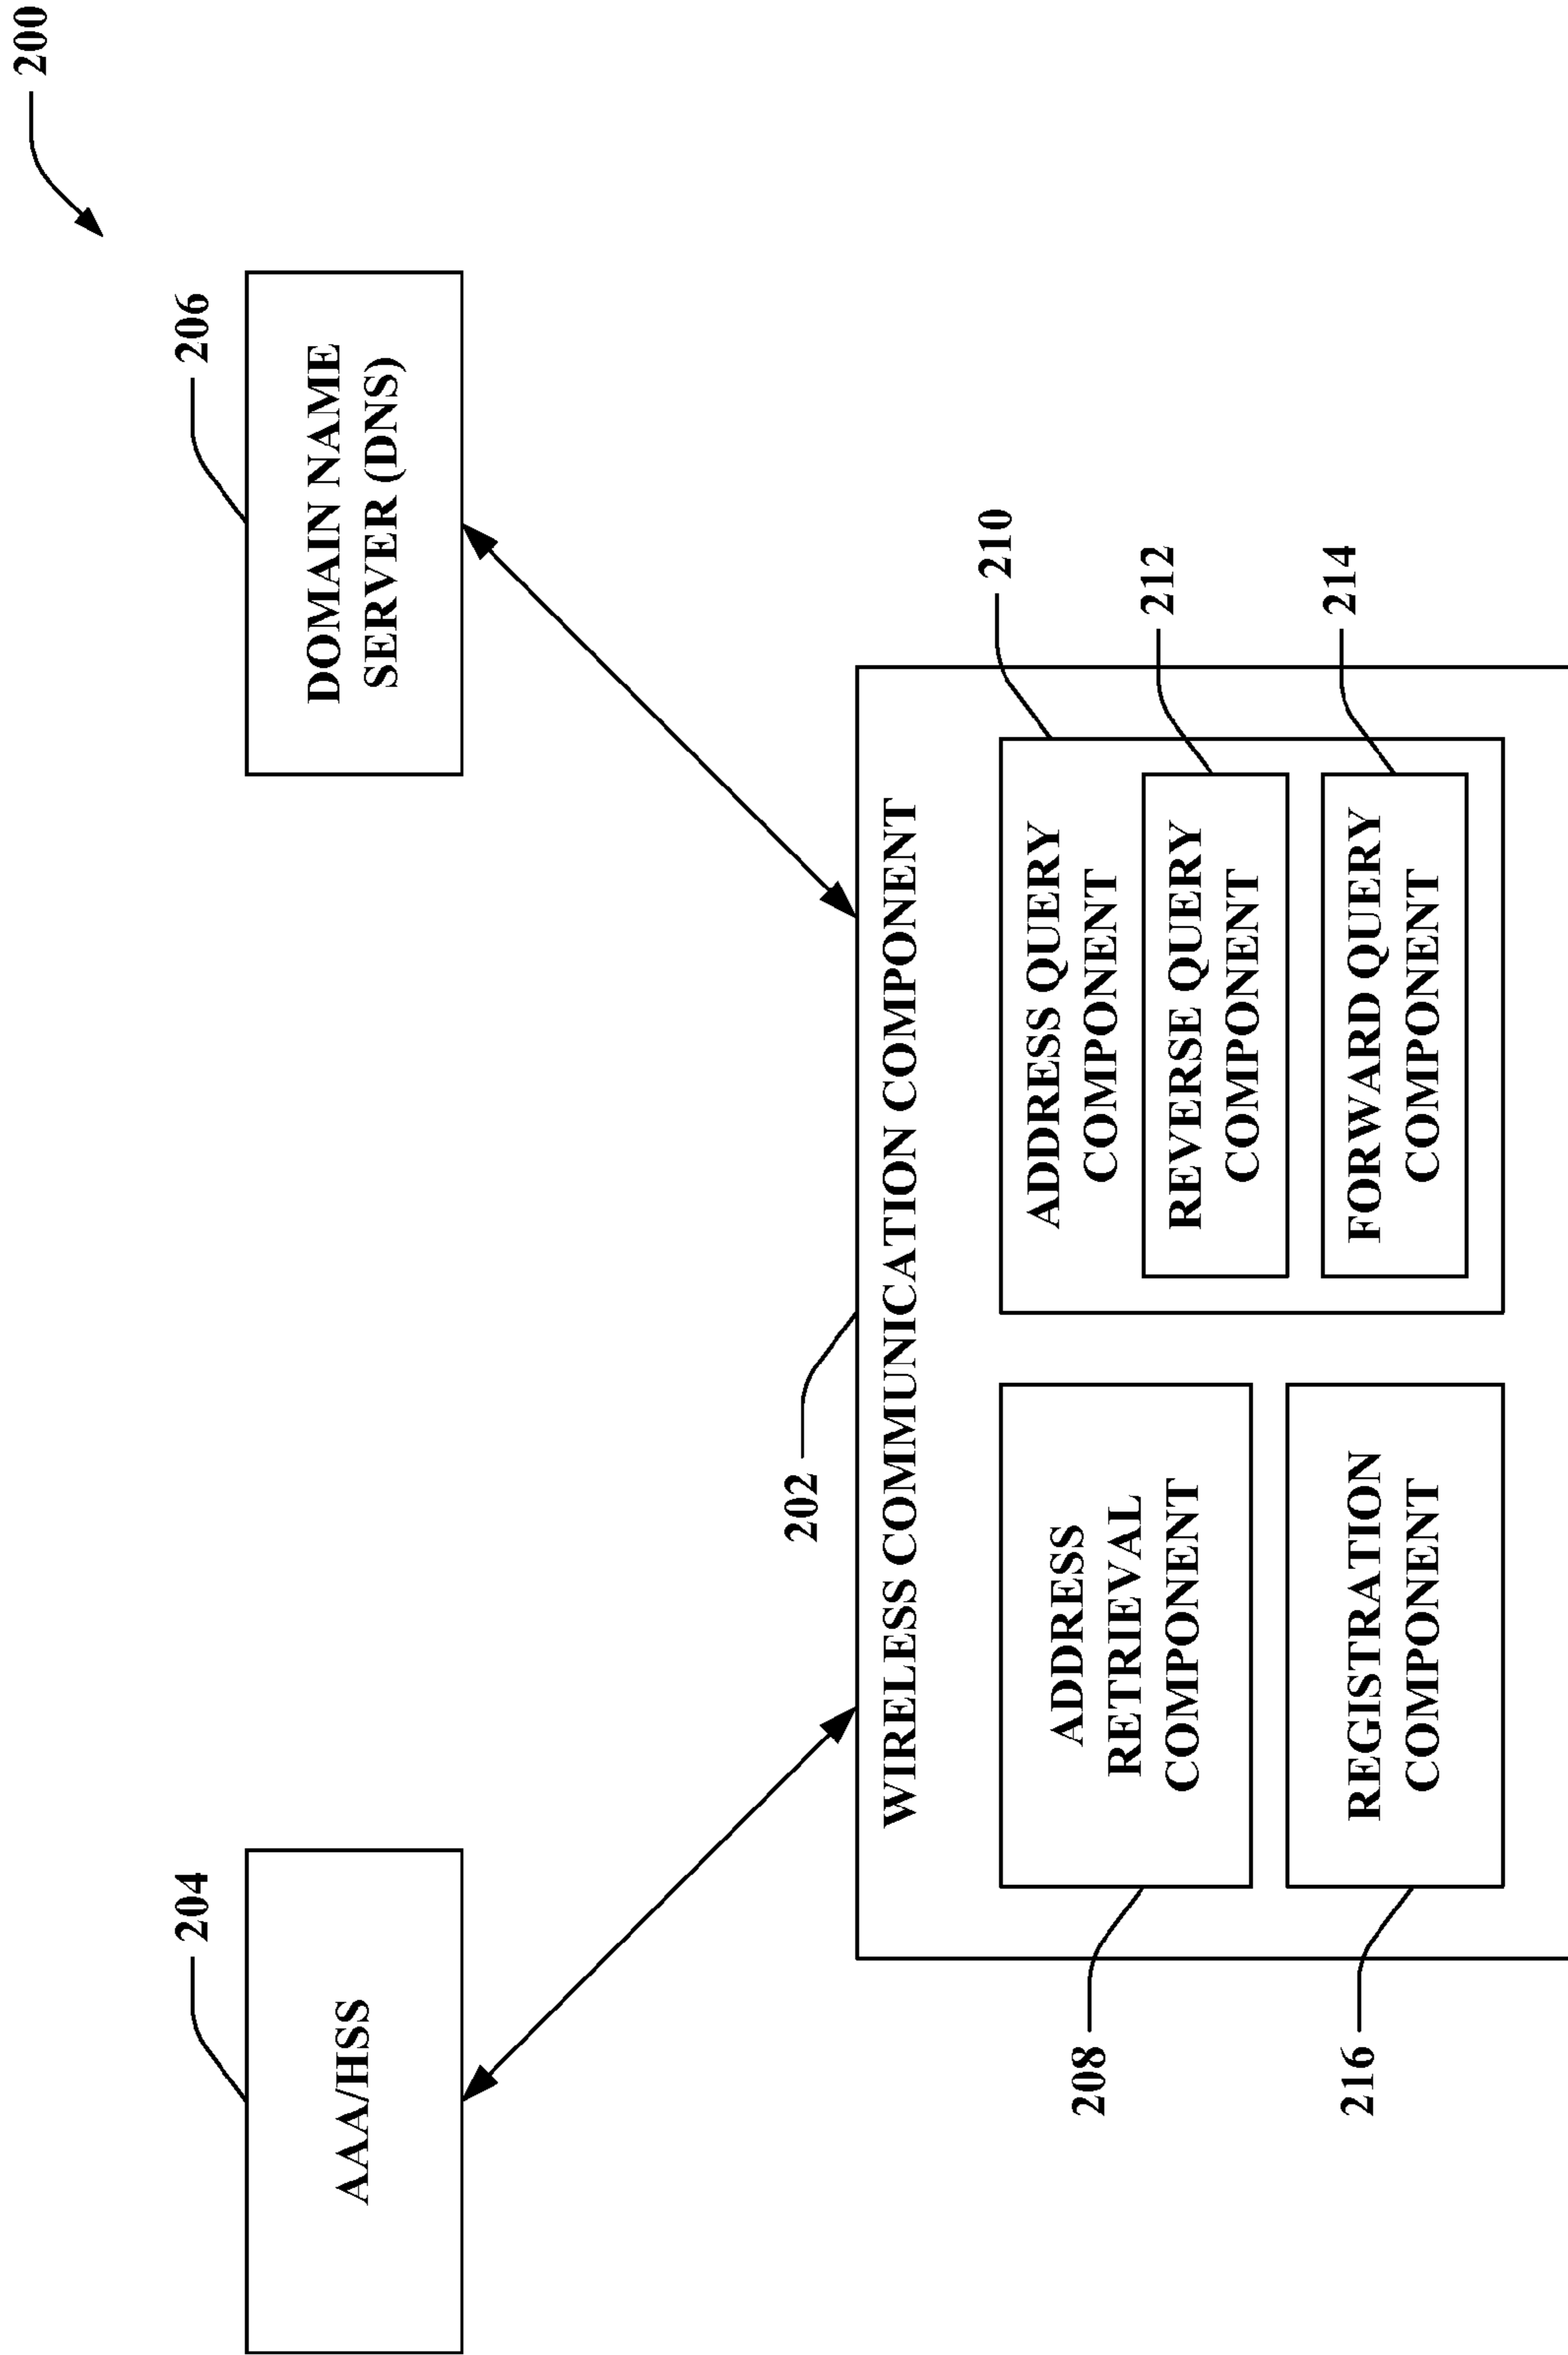 200
204
206
AAA/HSS
DOMAIN NAME
SERVER (DNS)
202
WIRELESS COMMUNICATION COMPONENT
210
208
ADDRESS
RETRIEVAL
COMPONENT
ADDRESS QUERY
COMPONENT
212
REVERSE QUERY
COMPONENT
216
REGISTRATION
COMPONENT
214
FORWARD QUERY
COMPONENT